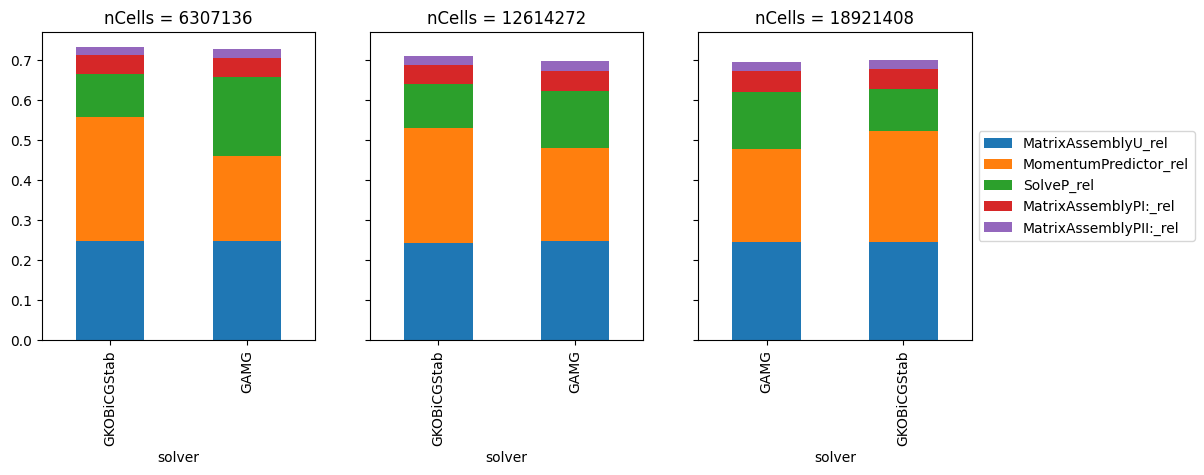 nCells = 6307136
nCells = 12614272
nCells = 18921408
0.7
0.6
0.5
0.4
0.3
0.2
0.1
0.0
GKOBiCGStab
GAMG
solver
GKOBiCGStab
GAMG
solver
GAMG
GKOBiCGStab
solver
MatrixAssemblyU_rel
MomentumPredictor_rel
SolveP_rel
MatrixAssemblyPI:_rel
MatrixAssemblyPII:_rel